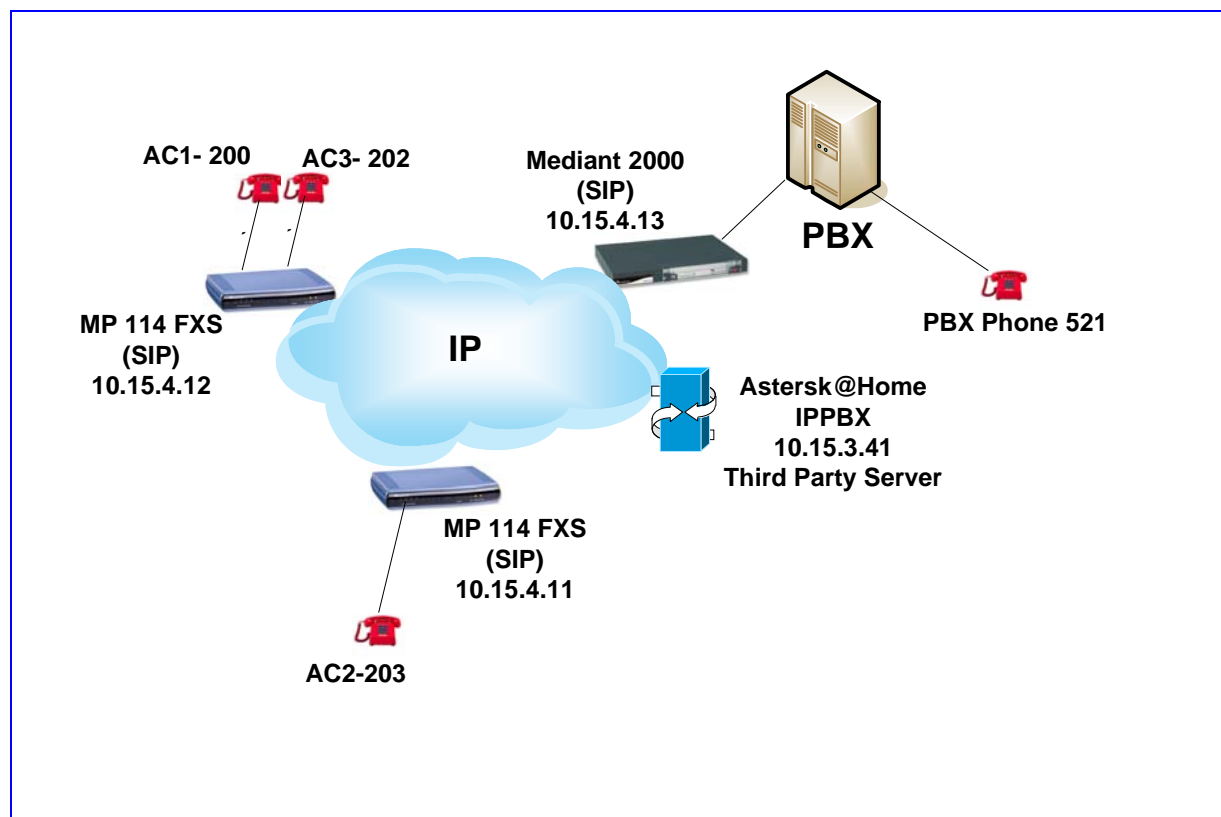 AC1- 200
AC3- 202
Mediant 2000
(SIP)
10.15.4.13
PBX
PBX Phone 521
MP 114 FXS
(SIP)
10.15.4.12
IP
Astersk@Home
IPPBX
10.15.3.41
Third Party Server
MP 114 FXS
(SIP)
10.15.4.11
AC2-203